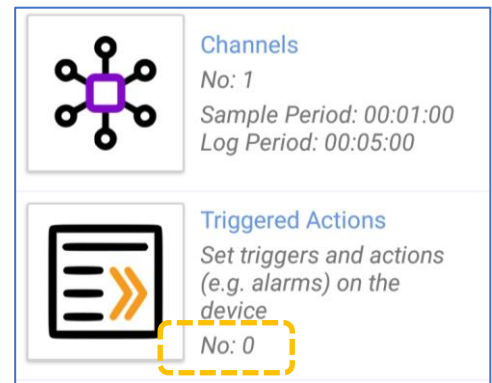 Channels
No: 1
Sample Period: 00:01:00
Log Period: 00:05:00
Triggered Actions
Set triggers and actions
(e.g. alarms) on the
device
No: 0